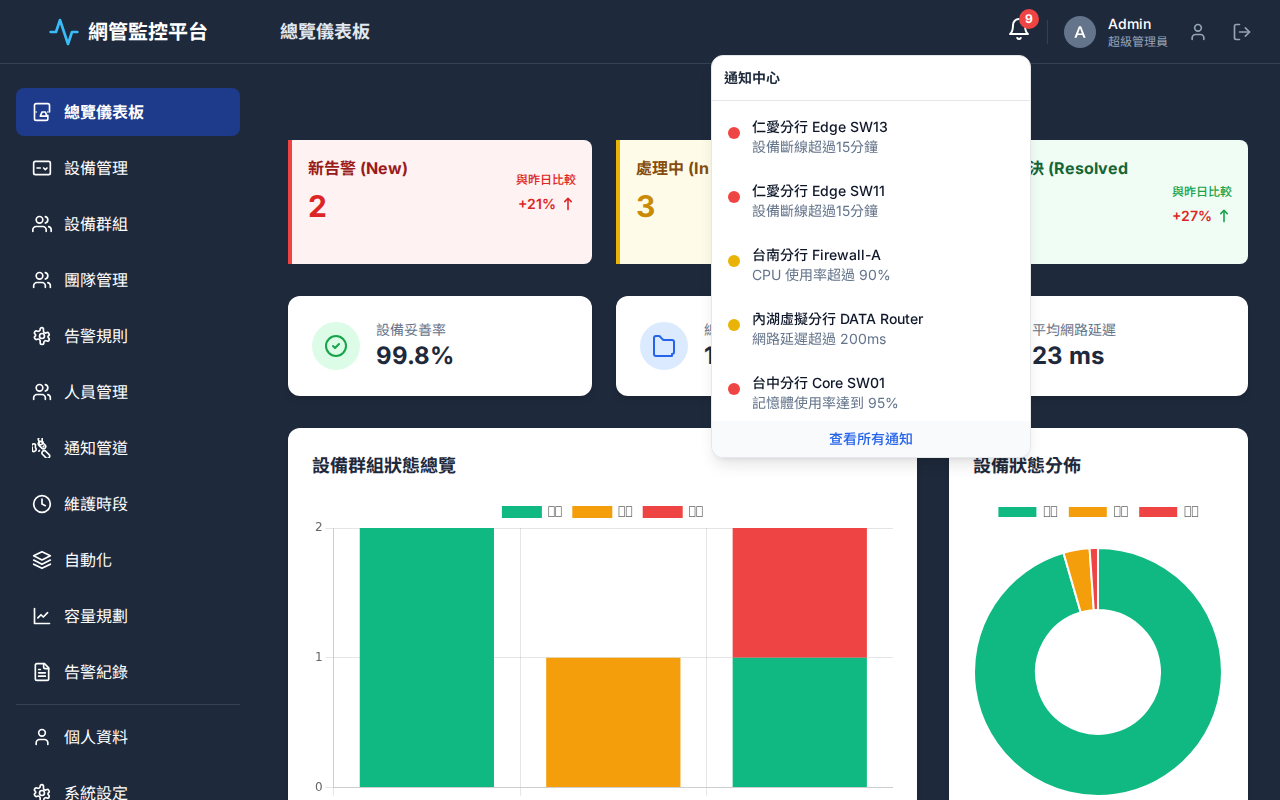 網管監控平台
總覽儀表板
9
A
Admin
超級管理員
總覽儀表板
設備管理
設備群組
團隊管理
告警規則
人員管理
通知管道
維護時段
自動化
容量規劃
告警紀錄
個人資料
系統設定
通知中心
仁愛分行 Edge SW13
設備斷線超過15分鐘
仁愛分行 Edge SW11
設備斷線超過15分鐘
台南分行 Firewall-A
CPU 使用率超過 90%
內湖虛擬分行 DATA Router
網路延遲超過 200ms
台中分行 Core SW01
記憶體使用率達到 95%
查看所有通知
新告警 (New)
2
與昨日比較
+21%
處理中 (In
3
決 (Resolved
與昨日比較
+27%
設備妥善率
99.8%
平均網路延遲
23 ms
設備群組狀態總覽
2
1
0
設備狀態分佈